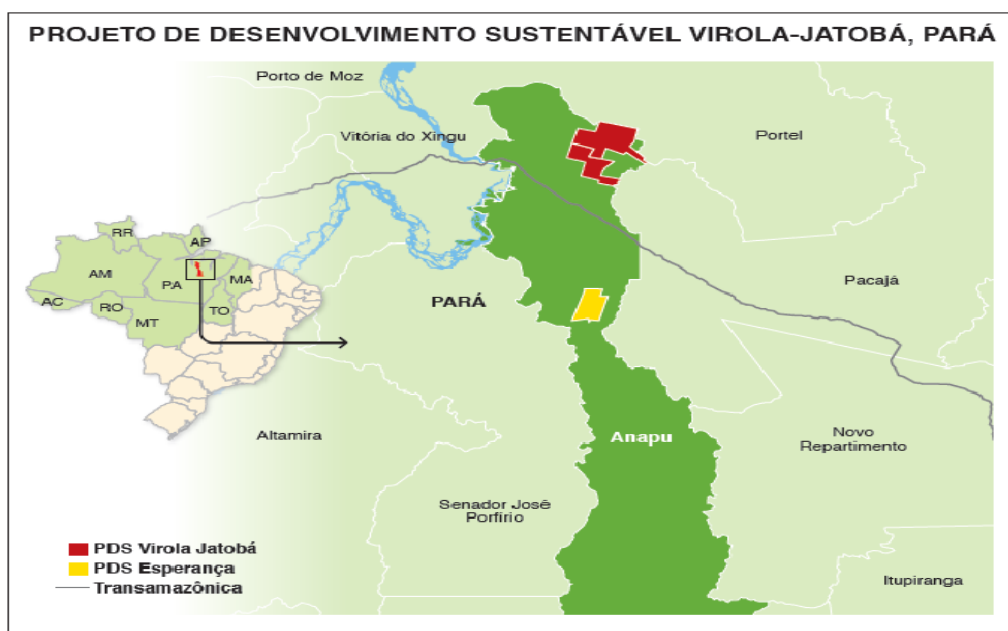 PROJETO DE DESENVOLVIMENTO SUSTENTÁVEL VIROLA-JATOBÁ, PARÁ
Porto de Moz
Vitória do Xingu
Portel
RR
AP
AM
PA
MA
AC
RO
TO
MT
PARÁ
Pacajá
Altamira
Anapu
Novo
Repartimento
Senador José
Porfírio
Itupiranga
PDS Virola Jatobá
PDS Esperança
Transamazônica